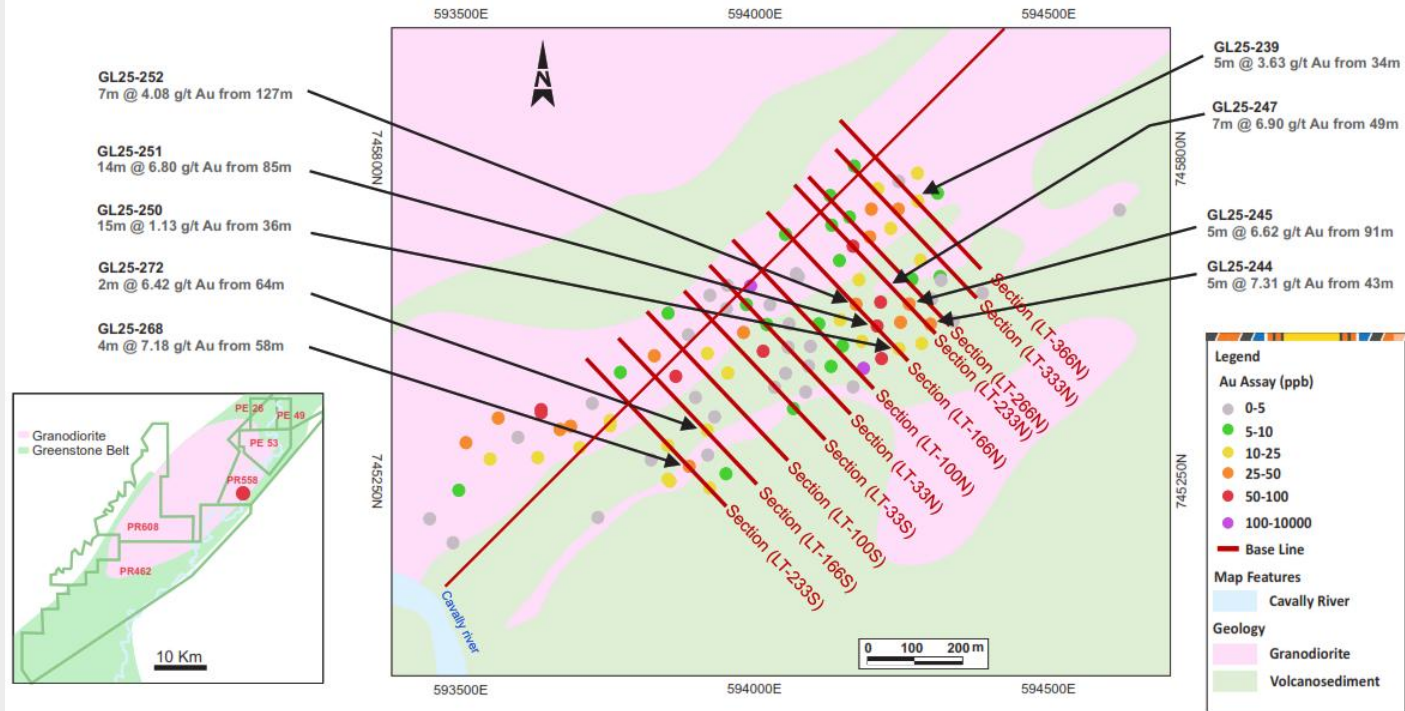 593500E
594000E
594500E
GL25-252
7m @ 4.08 g/t Au from 127m
GL25-251
14m @ 6.80 g/t Au from 85m
GL25-250
15m @ 1.13 g/t Au from 36m
GL25-272
2m @ 6.42 g/t Au from 64m
GL25-268
4m @ 7.18 g/t Au from 58m
N
GL25-239
5m @ 3.63 g/t Au from 34m
GL25-247
7m @ 6.90 g/t Au from 49m
GL25-245
5m @ 6.62 g/t Au from 91m
GL25-244
5m @ 7.31 g/t Au from 43m
745800N
745800N
745250N
745250N
Section (LT-366N)
Section (LT-333N)
Section (LT-266N)
Section (LT-233N)
Section (LT-166N)
Section (LT-100N)
Section (LT-33N)
Section (LT-33S)
Section (LT-100S)
Section (LT-166S)
Section (LT-233S)
Cavally river
0 100 200 m
593500E
594000E
594500E
Granodiorite
Greenstone Belt
PE 26
PE 49
PE 53
PR558
PR608
PR462
10 Km
Legend
Au Assay (ppb)
0-5
5-10
10-25
25-50
50-100
100-10000
Base Line
Map Features
Cavally River
Geology
Granodiorite
Volcanosediment